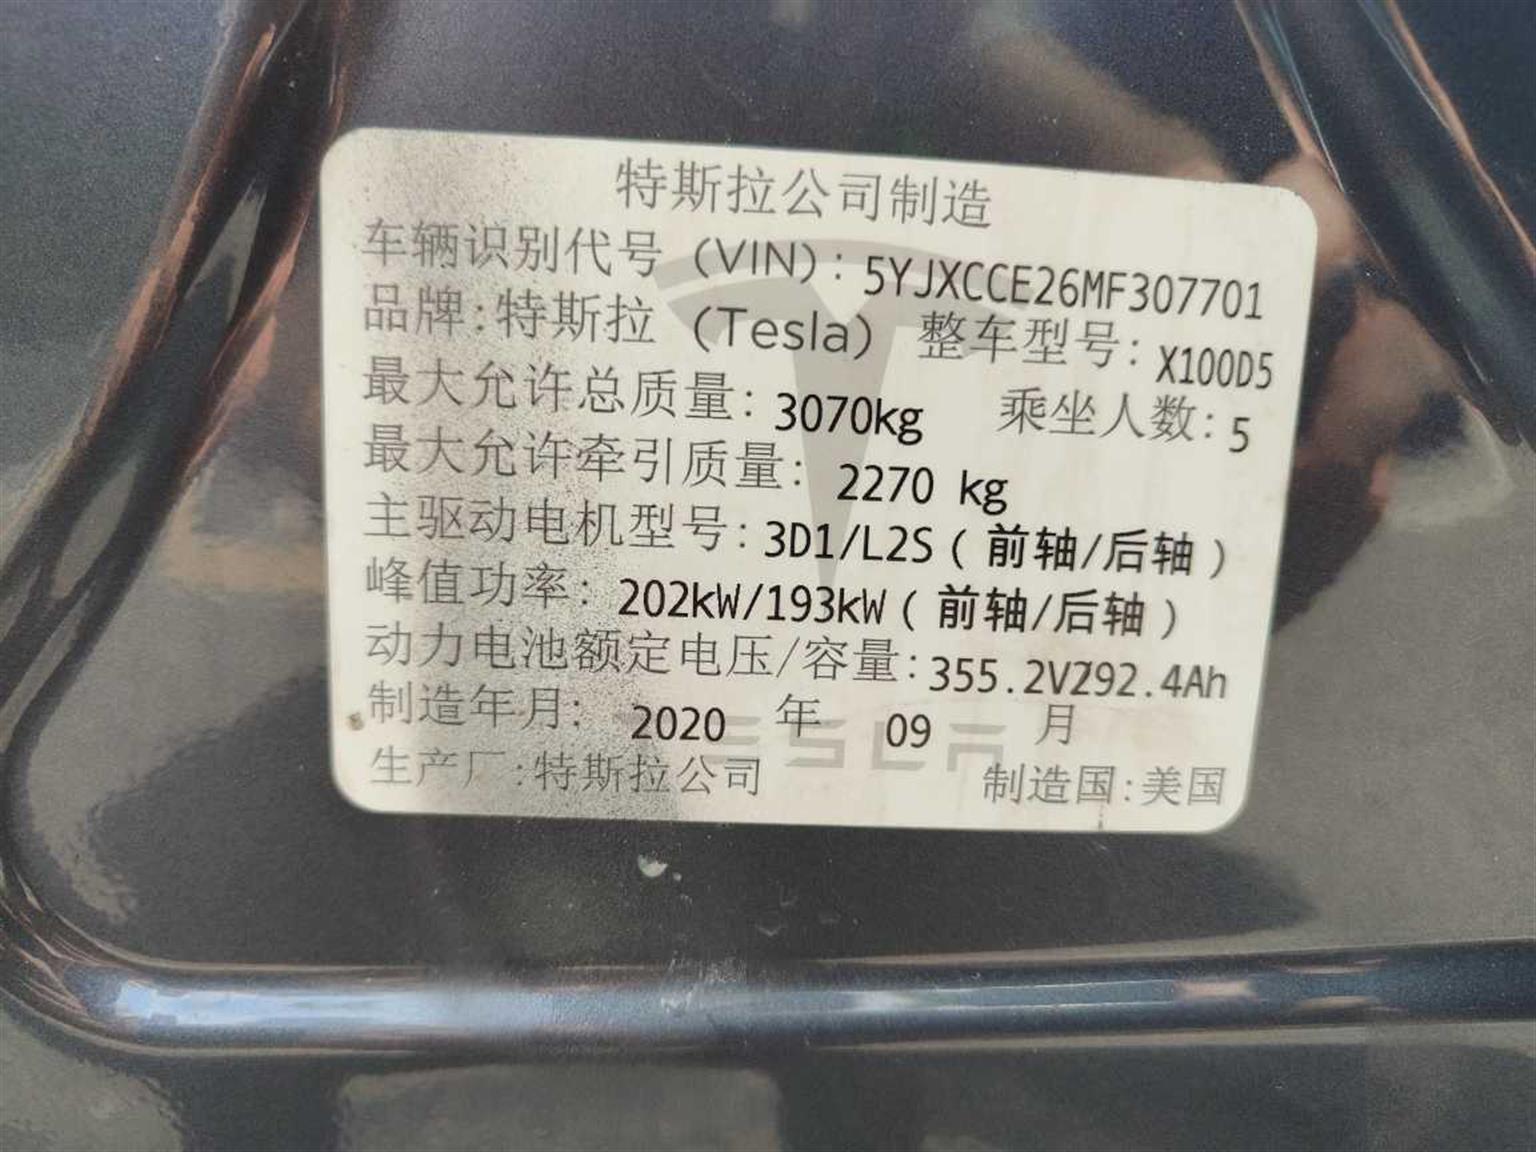 特斯拉公司制造
车辆识别代号 (VIN): 5YJXCCE26MF307701
品牌:特斯拉 (Tesla) 整车型号: X100D5
最大允许总质量: 3070kg 乘坐人数: 5
最大允许牵引质量: 2270 kg
主驱动电机型号: 3D1/L2S ( 前轴/后轴 )
峰值功率: 202kW/193kW ( 前轴/后轴 )
动力电池额定电压/容量: 355.2V/292.4Ah
制造年月: 2020 年 09 月
TESLA
生产厂:特斯拉公司 制造国:美国